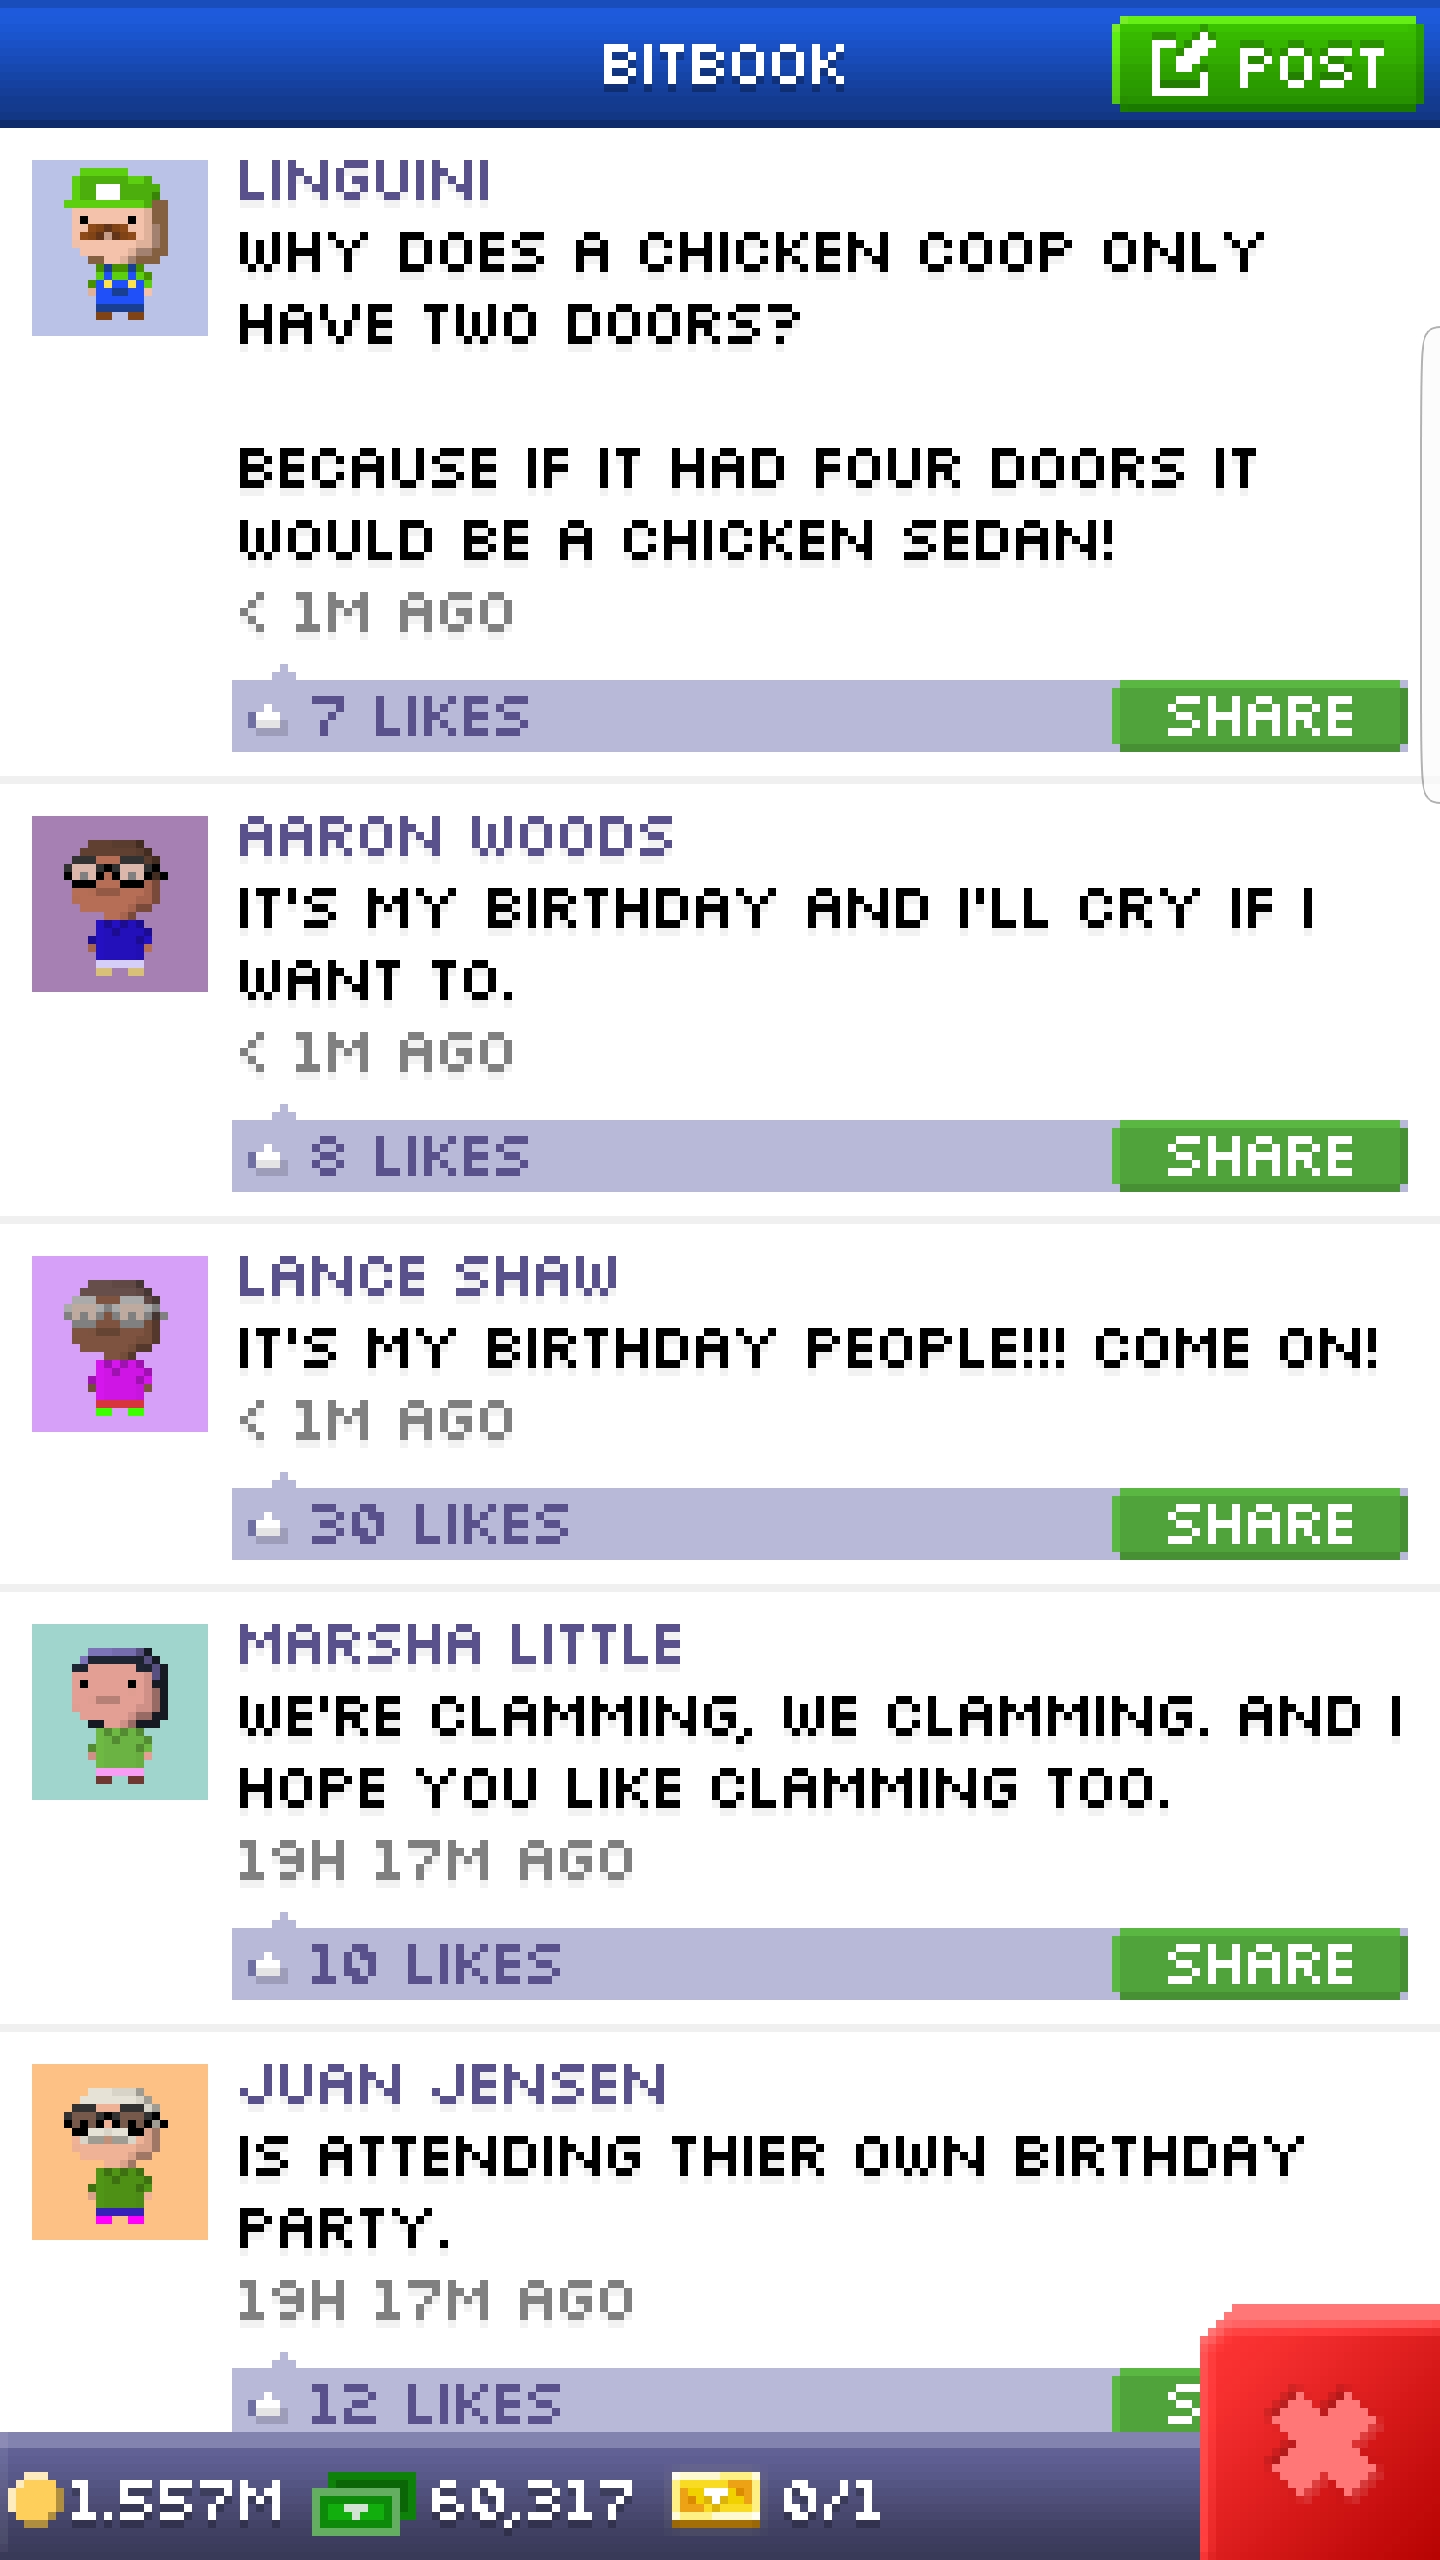 BITBOOK
POST
LINGUINI
WHY DOES A CHICKEN COOP ONLY
HAVE TWO DOORS?
BECAUSE IF IT HAD FOUR DOORS IT
WOULD BE A CHICKEN SEDAN!
< 1M AGO
7 LIKES
SHARE
AARON WOODS
IT'S MY BIRTHDAY AND I'LL CRY IF I
WANT TO.
< 1M AGO
8 LIKES
SHARE
LANCE SHAW
IT'S MY BIRTHDAY PEOPLE!!! COME ON!
< 1M AGO
30 LIKES
SHARE
MARSHA LITTLE
WE'RE CLAMMING, WE CLAMMING. AND I
HOPE YOU LIKE CLAMMING TOO.
19H 17M AGO
10 LIKES
SHARE
JUAN JENSEN
IS ATTENDING THIER OWN BIRTHDAY
PARTY.
19H 17M AGO
12 LIKES
S
1.557M 60,317 0/1